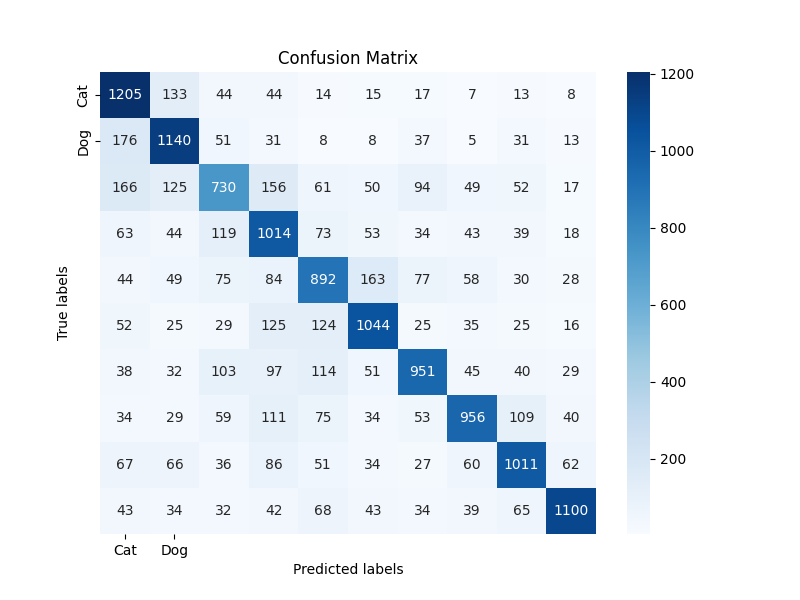 Confusion Matrix
Cat 1205 133 44 44 14 15 17 7 13 8
Dog 176 1140 51 31 8 8 37 5 31 13
166 125 730 156 61 50 94 49 52 17
63 44 119 1014 73 53 34 43 39 18
44 49 75 84 892 163 77 58 30 28
52 25 29 125 124 1044 25 35 25 16
38 32 103 97 114 51 951 45 40 29
34 29 59 111 75 34 53 956 109 40
67 66 36 86 51 34 27 60 1011 62
43 34 32 42 68 43 34 39 65 1100
Cat Dog
True labels
Predicted labels
1200
1000
800
600
400
200